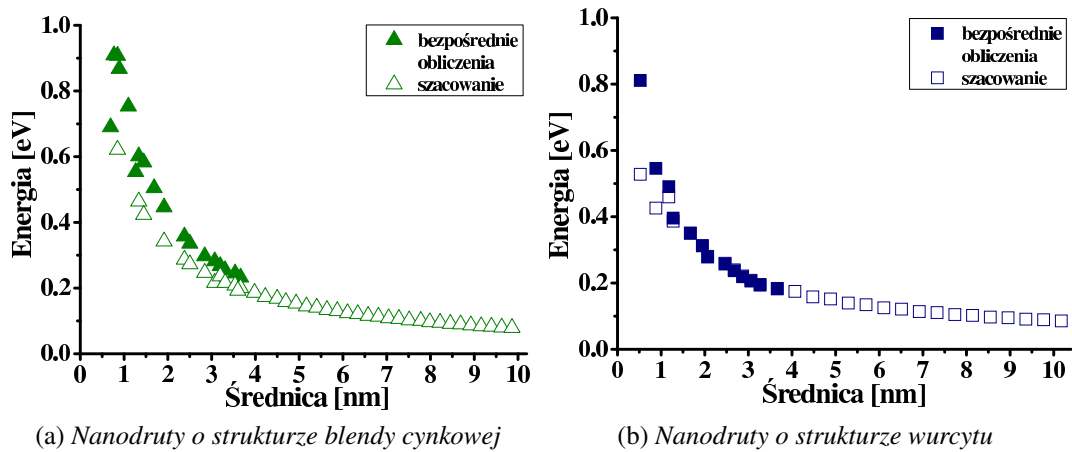 1.0
0.8
0.6
0.4
0.2
0.0
Energia [eV]
0 1 2 3 4 5 6 7 8 9 10
Średnica [nm]
bezpośrednie
obliczenia
szacowanie
(a) Nanodruty o strukturze blendy cynkowej
1.0
0.8
0.6
0.4
0.2
0.0
Energia [eV]
0 1 2 3 4 5 6 7 8 9 10
Średnica [nm]
bezpośrednie
obliczenia
szacowanie
(b) Nanodruty o strukturze wurcytu